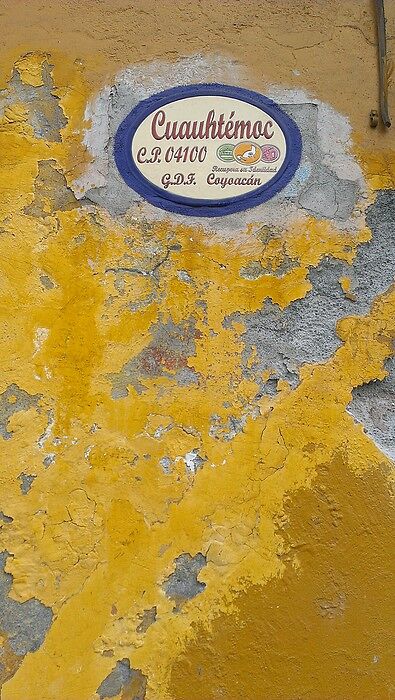 Cuauhtémoc
C.P. 04100
Recupera su Identidad
G.D.F. Coyoacán